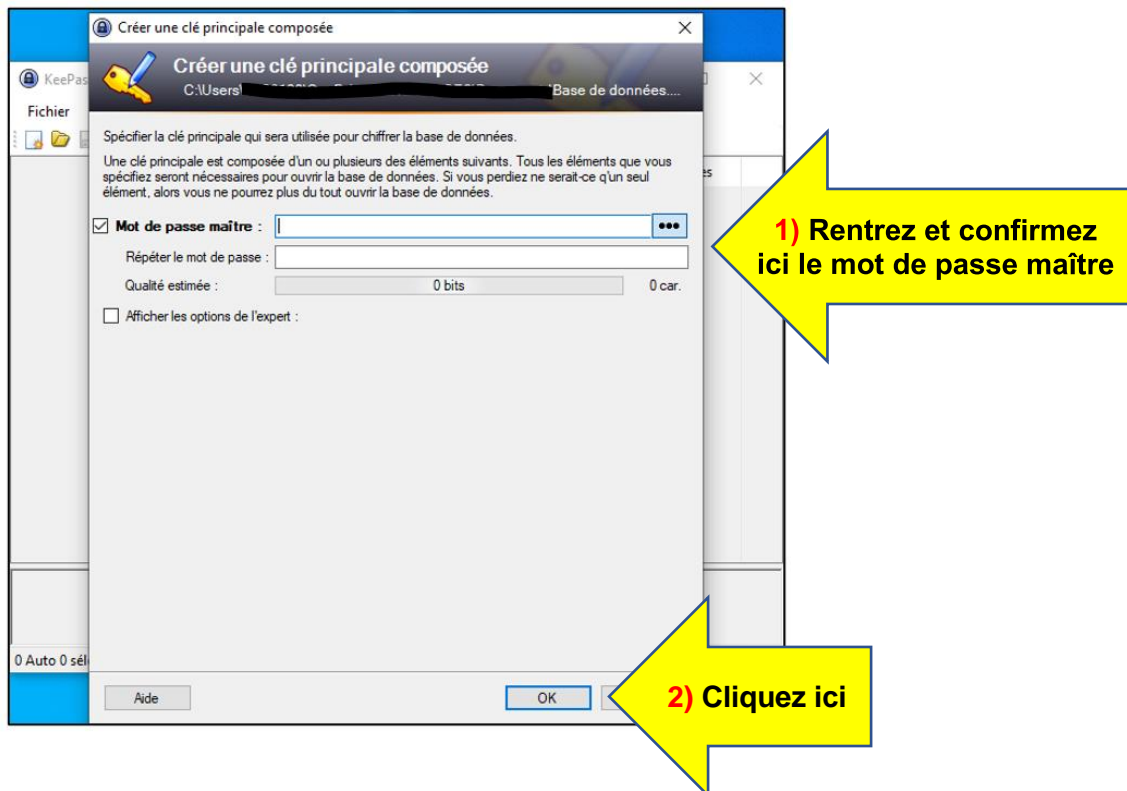 Créer une clé principale composée
Créer une clé principale composée
C:\Users\
\Base de données....
KeePas
Fichier
Spécifier la clé principale qui sera utilisée pour chiffrer la base de données.
Une clé principale est composée d'un ou plusieurs des éléments suivants. Tous les éléments que vous
spécifiez seront nécessaires pour ouvrir la base de données. Si vous perdiez ne serait-ce q'un seul
élément, alors vous ne pourrez plus du tout ouvrir la base de données.
Mot de passe maître :
Répéter le mot de passe :
Qualité estimée : 0 bits 0 car.
Afficher les options de l'expert :
1) Rentrez et confirmez
ici le mot de passe maître
0 Auto 0 sél
Aide OK
2) Cliquez ici